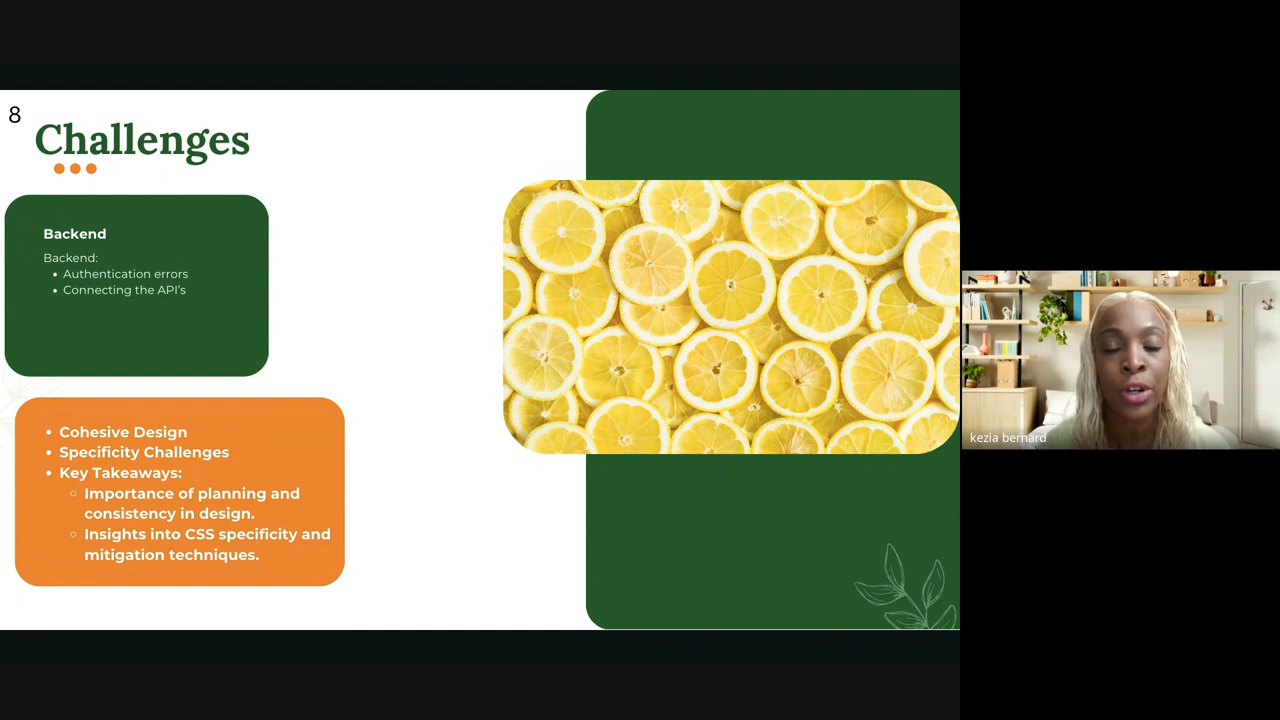 8
Challenges
Backend
Backend:
• Authentication errors
• Connecting the API's
• Cohesive Design
• Specificity Challenges
• Key Takeaways:
○ Importance of planning and
consistency in design.
○ Insights into CSS specificity and
mitigation techniques.
kezia bernard